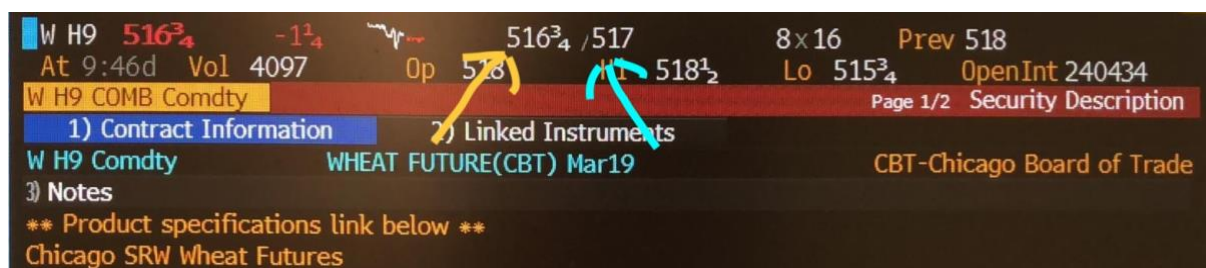 W H9 516¾ -1¼ 516¾ /517 8x16 Prev 518
At 9:46d Vol 4097 Op 518 Hi 518½ Lo 515¾ OpenInt 240434
W H9 COMB Comdty Page 1/2 Security Description
1) Contract Information 2) Linked Instruments
W H9 Comdty WHEAT FUTURE(CBT) Mar19 CBT-Chicago Board of Trade
3) Notes
** Product specifications link below **
Chicago SRW Wheat Futures